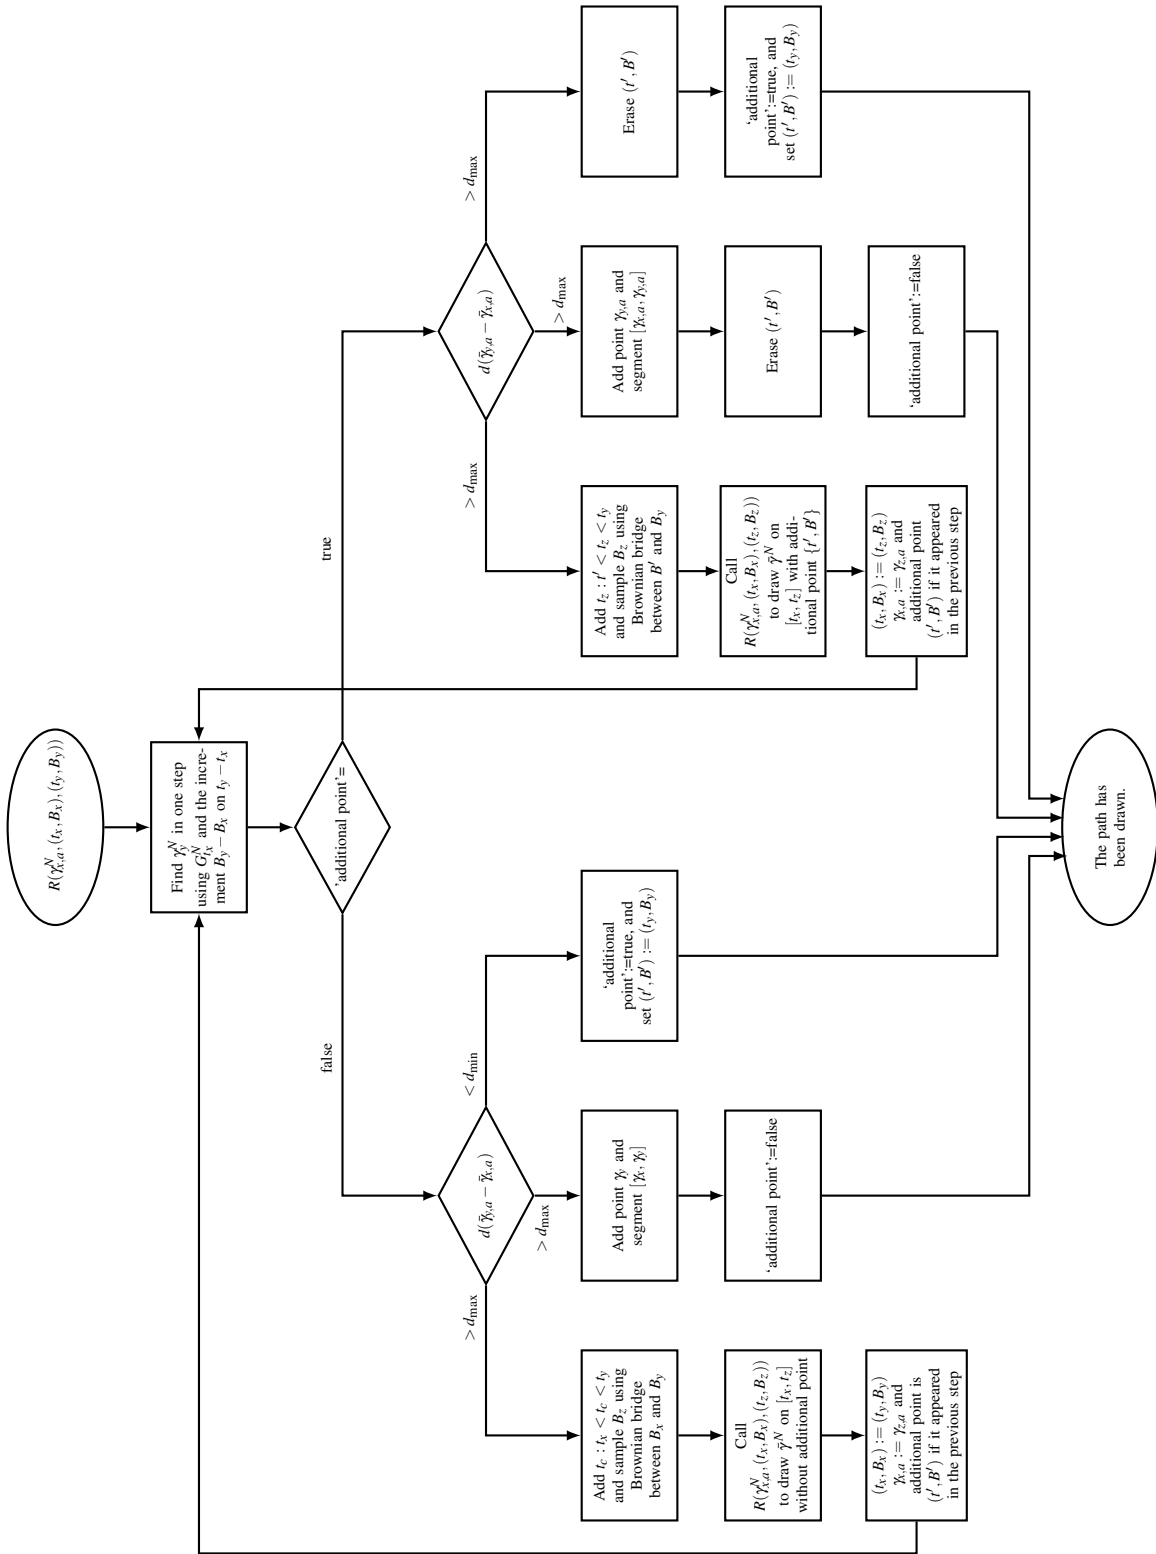 R(γ^N_{x,a}, (t_x, B_x), (t_y, B_y))
Find γ^N_y in one step
using G^N_{t_x} and the incre-
ment B_y − B_x on t_y − t_x
'additional point'=
false
true
d(γ̄_{y,a} − γ̄_{x,a})
> d_max
> d_max
< d_min
Add t_c : t_x < t_c < t_y
and sample B_z using
Brownian bridge
between B_x and B_y
Call
R(γ^N_{x,a}, (t_x, B_x), (t_z, B_z))
to draw γ̄^N on [t_x, t_z]
without additional point
(t_x, B_x) := (t_y, B_y)
γ_{x,a} := γ_{z,a} and
additional point is
(t′, B′) if it appeared
in the previous step
Add point γ_y and
segment [γ_x, γ_y]
‘additional point’:=false
‘additional
point’:=true, and
set (t′, B′) := (t_y, B_y)
d(γ̄_{y,a} − γ̄_{x,a})
> d_max
> d_max
> d_max
Add t_z : t′ < t_z < t_y
and sample B_z using
Brownian bridge
between B′ and B_y
Call
R(γ^N_{x,a}, (t_x, B_x), (t_z, B_z))
to draw γ̄^N on
[t_x, t_z] with addi-
tional point {t′, B′}
(t_x, B_x) := (t_z, B_z)
γ_{x,a} := γ_{z,a} and
additional point
(t′, B′) if it appeared
in the previous step
Add point γ_{y,a} and
segment [γ_{x,a}, γ_{y,a}]
Erase (t′, B′)
‘additional point’:=false
Erase (t′, B′)
‘additional
point’:=true, and
set (t′, B′) := (t_y, B_y)
The path has
been drawn.